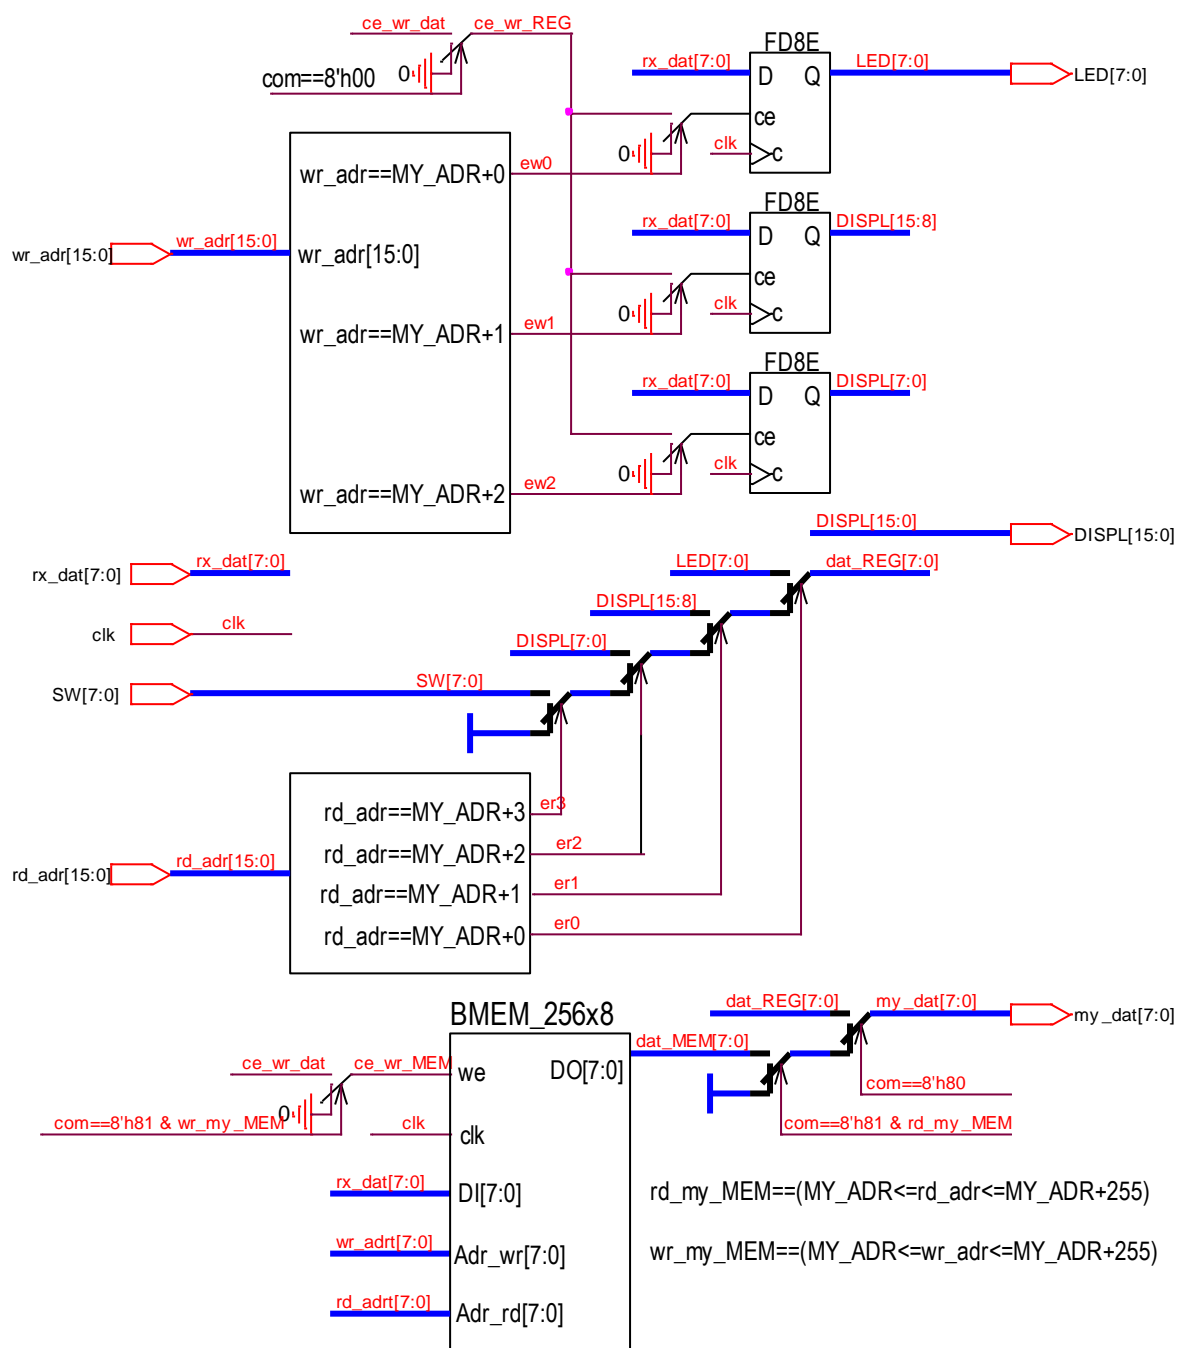 ce_wr_dat
ce_wr_REG
0
com==8'h00
FD8E
rx_dat[7:0]
D
Q
LED[7:0]
LED[7:0]
ce
clk
c
0
wr_adr==MY_ADR+0
ew0
wr_adr[15:0]
wr_adr[15:0]
wr_adr[15:0]
FD8E
rx_dat[7:0]
D
Q
DISPL[15:8]
ce
clk
c
0
wr_adr==MY_ADR+1
ew1
FD8E
rx_dat[7:0]
D
Q
DISPL[7:0]
ce
clk
c
0
wr_adr==MY_ADR+2
ew2
DISPL[15:0]
DISPL[15:0]
rx_dat[7:0]
rx_dat[7:0]
LED[7:0]
dat_REG[7:0]
DISPL[15:8]
clk
clk
DISPL[7:0]
SW[7:0]
SW[7:0]
rd_adr==MY_ADR+3
er3
rd_adr==MY_ADR+2
er2
rd_adr[15:0]
rd_adr[15:0]
rd_adr==MY_ADR+1
er1
rd_adr==MY_ADR+0
er0
BMEM_256x8
dat_REG[7:0]
my_dat[7:0]
my_dat[7:0]
dat_MEM[7:0]
ce_wr_dat
ce_wr_MEM
we
DO[7:0]
com==8'h80
0
com==8'h81 & wr_my_MEM
clk
clk
com==8'h81 & rd_my_MEM
rx_dat[7:0]
DI[7:0]
rd_my_MEM==(MY_ADR<=rd_adr<=MY_ADR+255)
wr_adrt[7:0]
Adr_wr[7:0]
wr_my_MEM==(MY_ADR<=wr_adr<=MY_ADR+255)
rd_adrt[7:0]
Adr_rd[7:0]